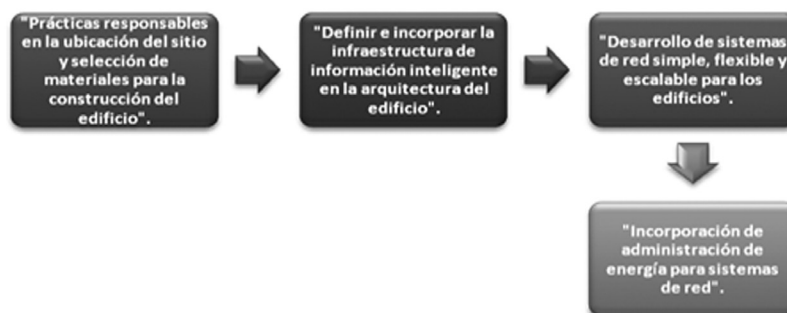 "Prácticas responsables
en la ubicación del sitio
y selección de
materiales para la
construcción del
edificio".
"Definir e incorporar la
infraestructura de
información inteligente
en la arquitectura del
edificio".
"Desarrollo de sistemas
de red simple, flexible y
escalable para los
edificios".
"Incorporación de
administración de
energía para sistemas
de red".